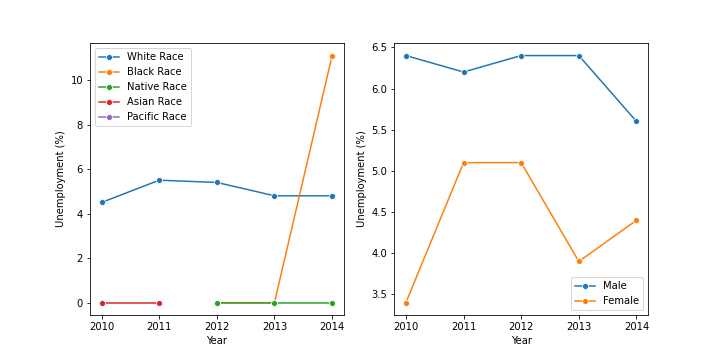 White Race
Black Race
Native Race
Asian Race
Pacific Race
Unemployment (%)
10
8
6
4
2
0
2010 2011 2012 2013 2014
Year
Unemployment (%)
6.5
6.0
5.5
5.0
4.5
4.0
3.5
Male
Female
2010 2011 2012 2013 2014
Year